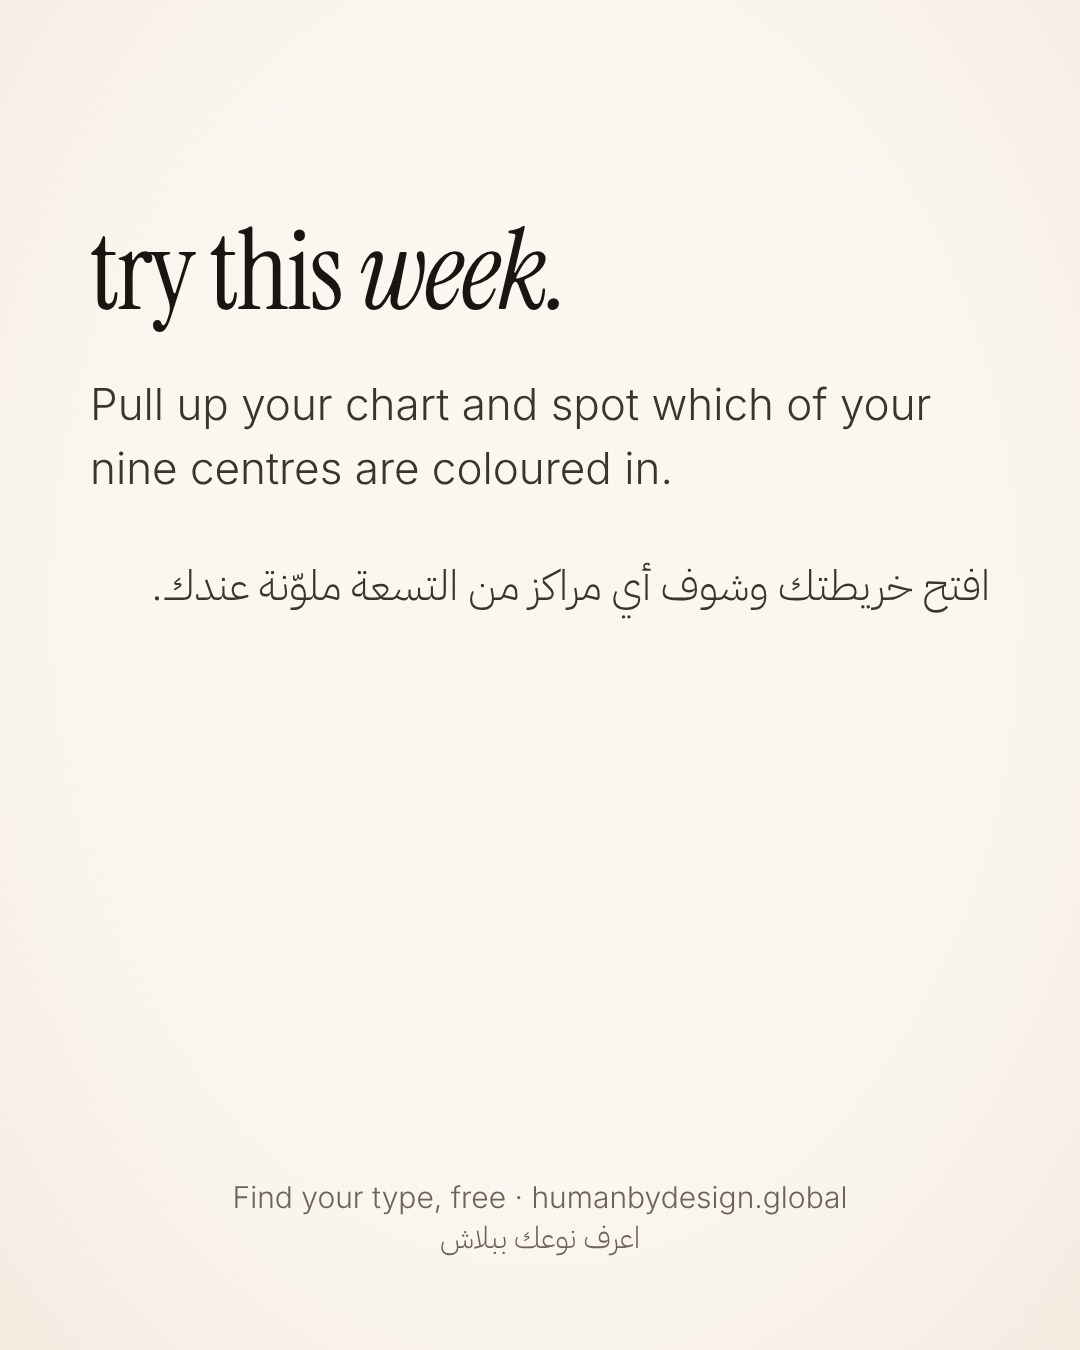 try this week.
Pull up your chart and spot which of your
nine centres are coloured in.
افتح خريطتك وشوف أي مراكز من التسعة ملوّنة عندك.
Find your type, free · humanbydesign.global
اعرف نوعك ببلاش